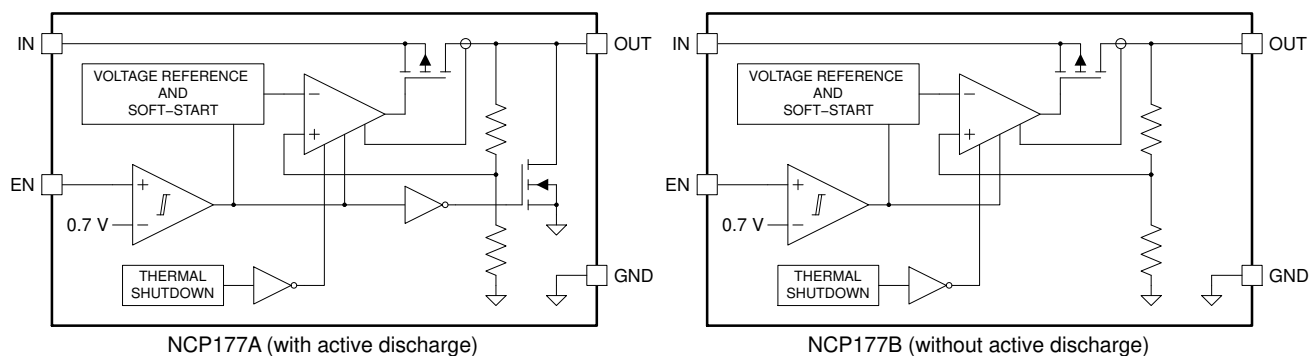 IN
OUT
VOLTAGE REFERENCE
AND
SOFT−START
−
+
EN
+
−
0.7 V
THERMAL
SHUTDOWN
GND
NCP177A (with active discharge)
IN
OUT
VOLTAGE REFERENCE
AND
SOFT−START
−
+
EN
+
−
0.7 V
THERMAL
SHUTDOWN
GND
NCP177B (without active discharge)